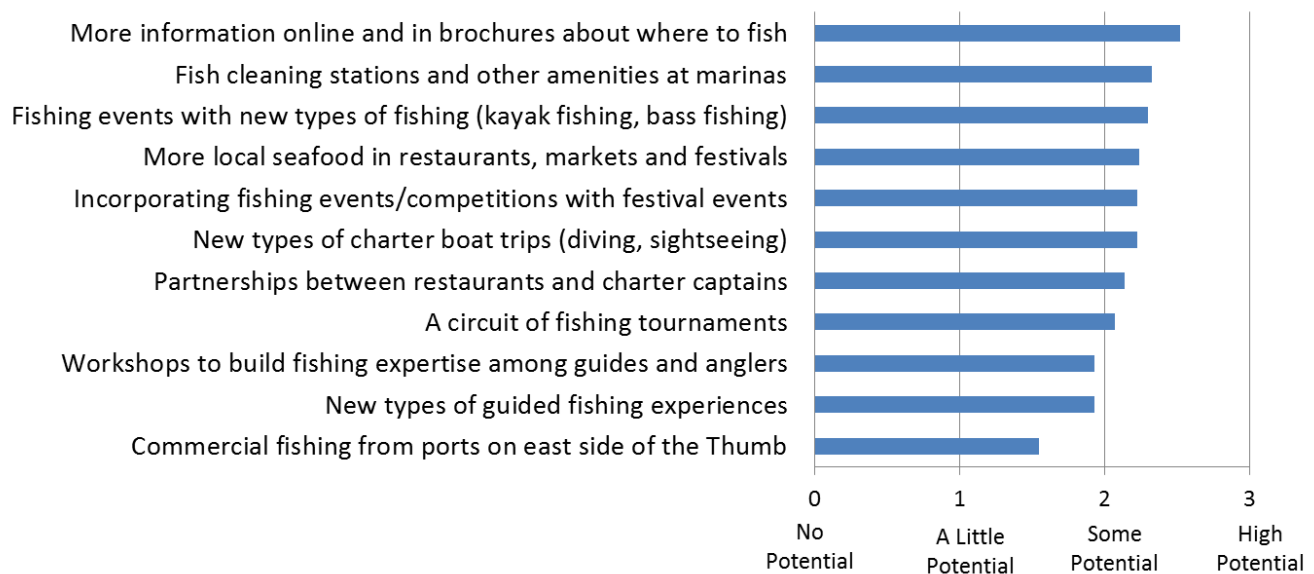 More information online and in brochures about where to fish
Fish cleaning stations and other amenities at marinas
Fishing events with new types of fishing (kayak fishing, bass fishing)
More local seafood in restaurants, markets and festivals
Incorporating fishing events/competitions with festival events
New types of charter boat trips (diving, sightseeing)
Partnerships between restaurants and charter captains
A circuit of fishing tournaments
Workshops to build fishing expertise among guides and anglers
New types of guided fishing experiences
Commercial fishing from ports on east side of the Thumb
0 1 2 3
No
Potential
A Little
Potential
Some
Potential
High
Potential